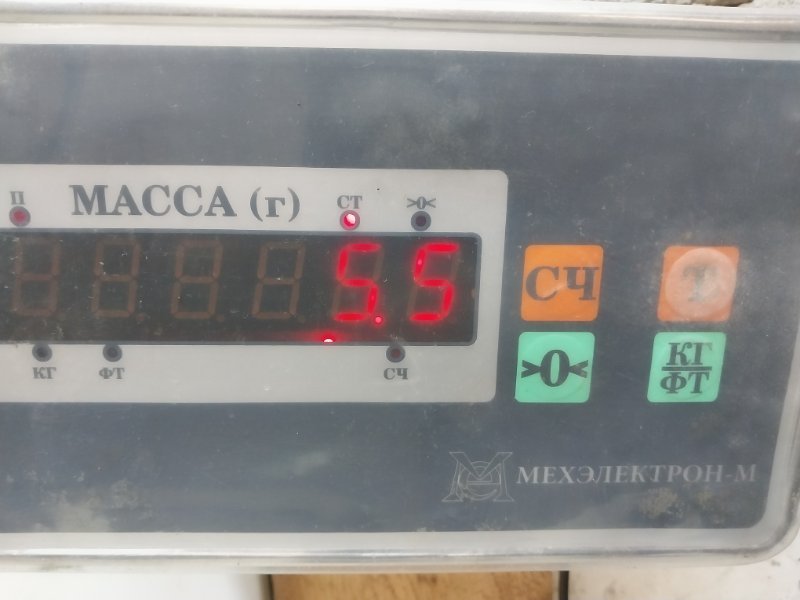 П МАССА (г) СТ >0<
5.5
КГ ФТ СЧ
СЧ Т
>0< КГ/ФТ
МЕХЭЛЕКТРОН-М